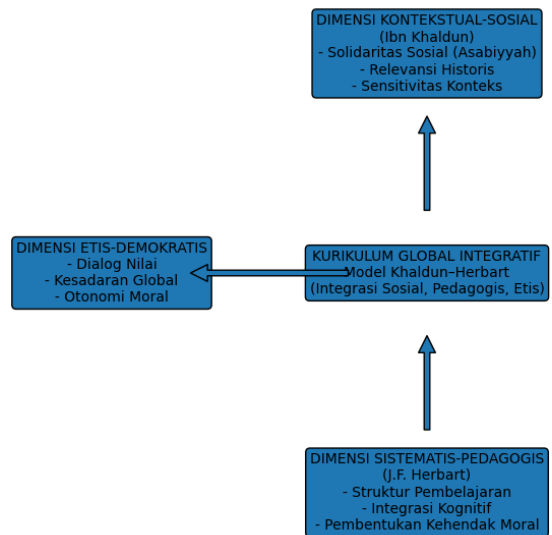 DIMENSI KONTEKSTUAL-SOSIAL
(Ibn Khaldun)
- Solidaritas Sosial (Asabiyyah)
- Relevansi Historis
- Sensitivitas Konteks
DIMENSI ETIS-DEMOKRATIS
- Dialog Nilai
- Kesadaran Global
- Otonomi Moral
KURIKULUM GLOBAL INTEGRATIF
Model Khaldun–Herbart
(Integrasi Sosial, Pedagogis, Etis)
DIMENSI SISTEMATIS-PEDAGOGIS
(J.F. Herbart)
- Struktur Pembelajaran
- Integrasi Kognitif
- Pembentukan Kehendak Moral